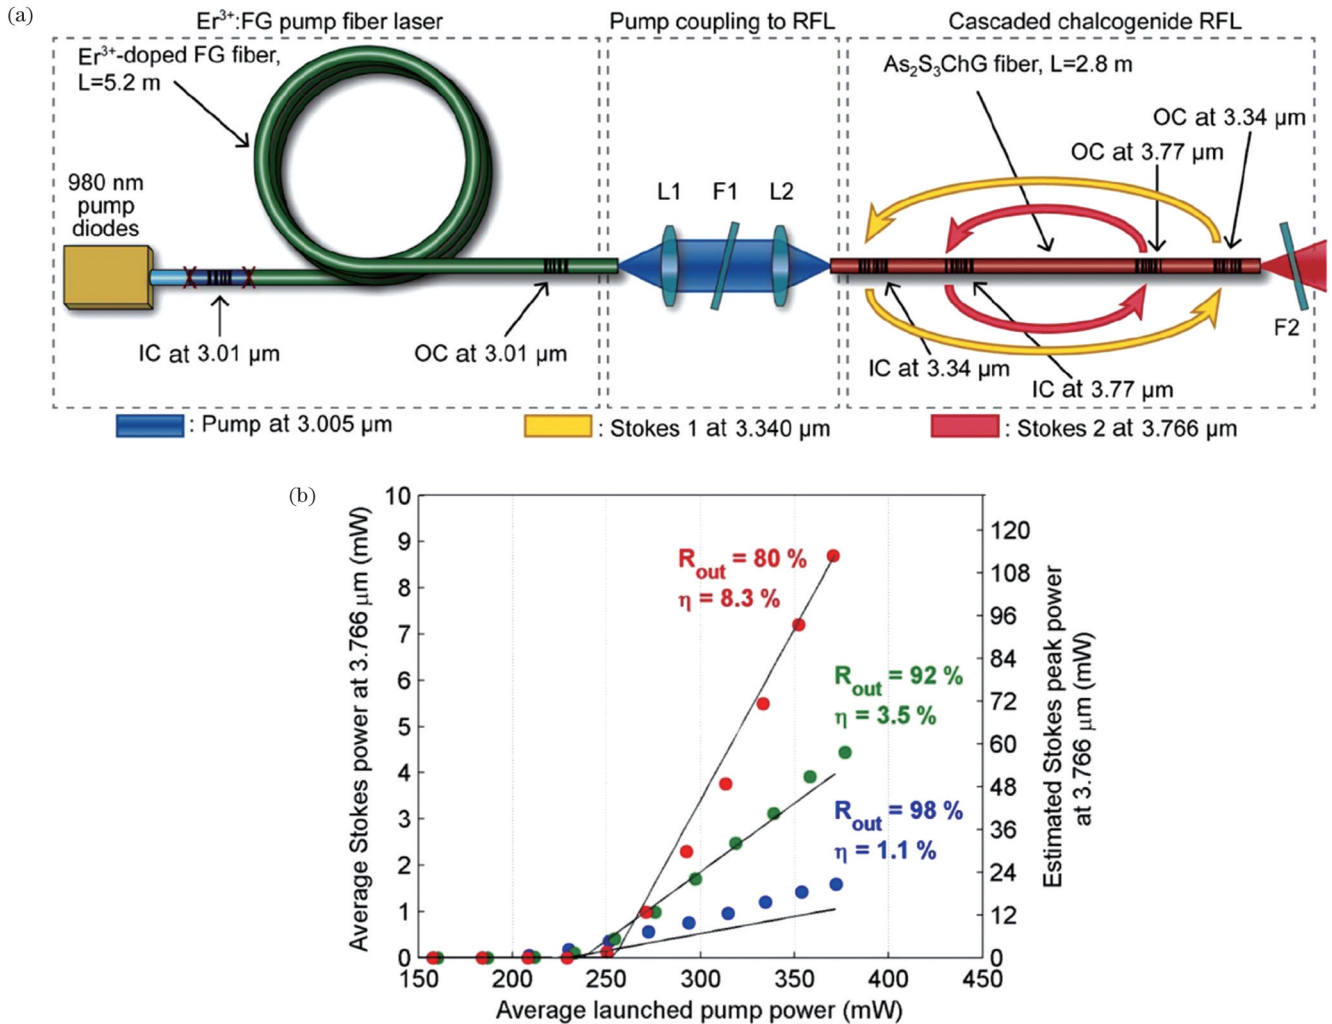 (a)
Er³⁺:FG pump fiber laser
Pump coupling to RFL
Cascaded chalcogenide RFL
Er³⁺-doped FG fiber,
L=5.2 m
As₂S₃ChG fiber, L=2.8 m
OC at 3.34 µm
OC at 3.77 µm
980 nm
pump
diodes
L1
F1
L2
F2
IC at 3.01 µm
OC at 3.01 µm
IC at 3.34 µm
IC at 3.77 µm
: Pump at 3.005 µm
: Stokes 1 at 3.340 µm
: Stokes 2 at 3.766 µm
(b)
Average Stokes power at 3.766 µm (mW)
10
9
8
7
6
5
4
3
2
1
0
R_out = 80 %
η = 8.3 %
R_out = 92 %
η = 3.5 %
R_out = 98 %
η = 1.1 %
120
108
96
84
72
60
48
36
24
12
0
Estimated Stokes peak power
at 3.766 µm (mW)
150 200 250 300 350 400 450
Average launched pump power (mW)